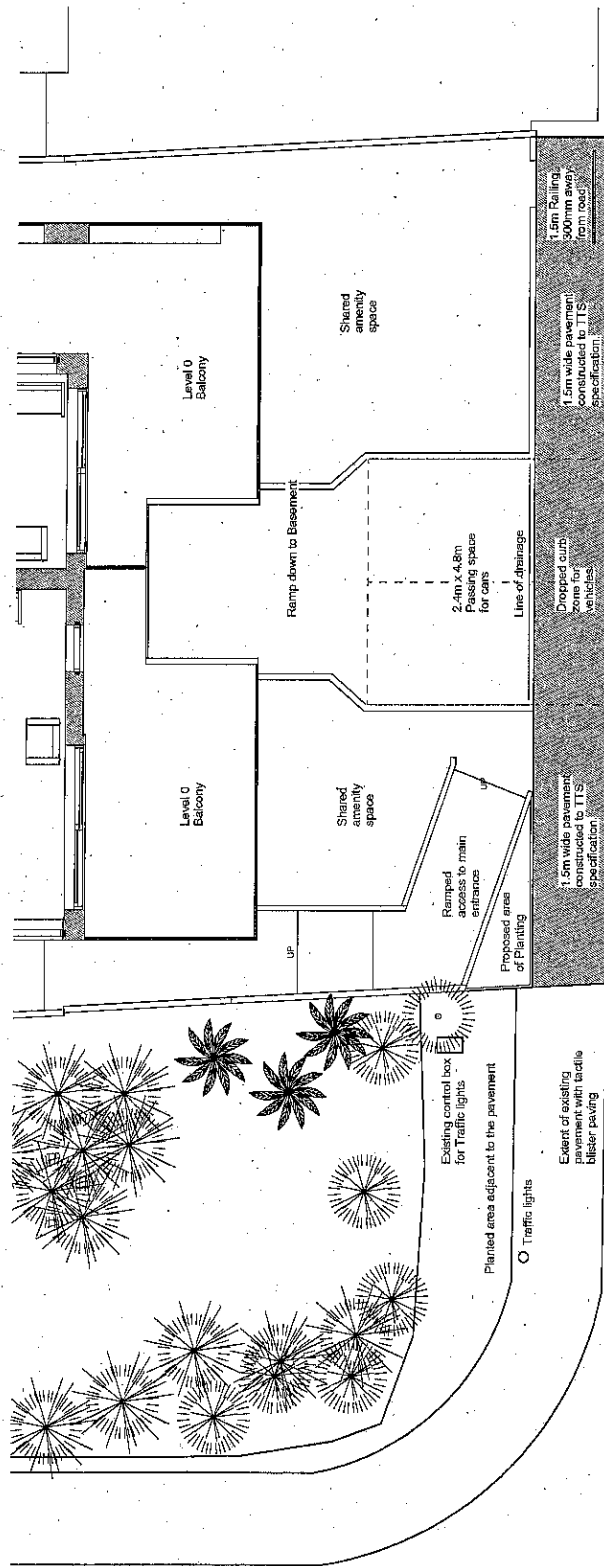 Level 0
Balcony
Level 0
Balcony
UP
Shared
amenity
space
Ramp down to Basement
Shared
amenity
space
Existing control box
for Traffic lights
Ramped
access to main
entrance
UP
2.4m x 4.8m
Passing space
for cars
Planted area adjacent to the pavement
Proposed area
of Planting
Line of drainage
Traffic lights
Extent of existing
pavement with tactile
blister paving
1.5m wide pavement
constructed to TTS
specification.
Dropped curb
zone for
vehicles.
1.5m wide pavement
constructed to TTS
specification.
1.5m Railing.
300mm away
from road